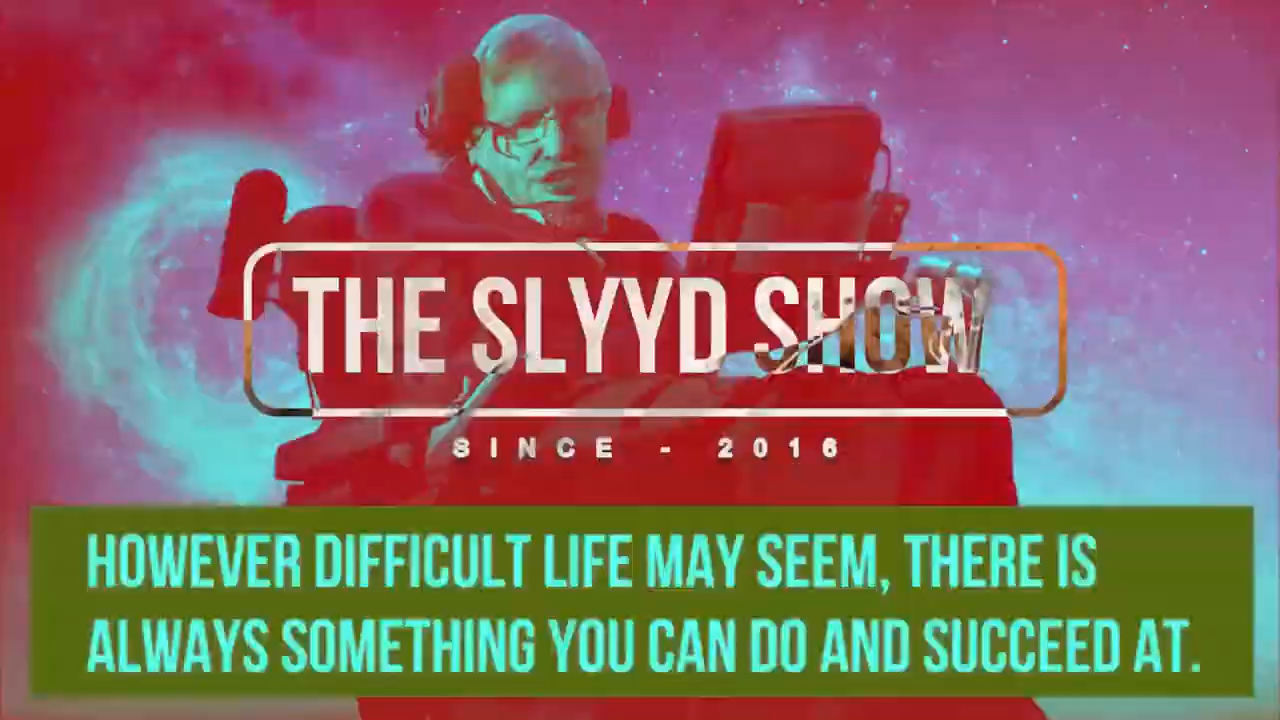 THE SLYYD SHOW
SINCE - 2016
HOWEVER DIFFICULT LIFE MAY SEEM, THERE IS
ALWAYS SOMETHING YOU CAN DO AND SUCCEED AT.